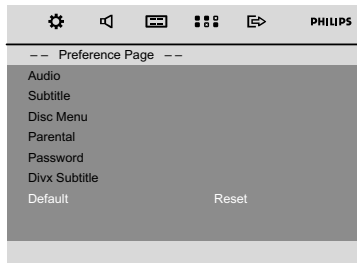 PHILIPS
-- Preference Page --
Audio
Subtitle
Disc Menu
Parental
Password
Divx Subtitle
Default Reset